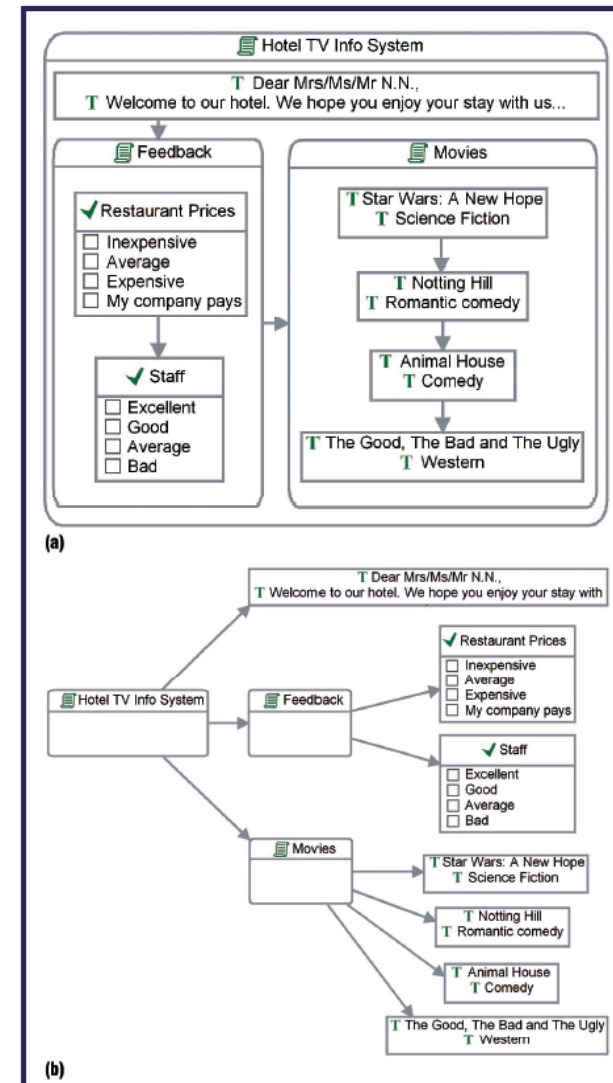 Hotel TV Info System
T Dear Mrs/Ms/Mr N.N.,
T Welcome to our hotel. We hope you enjoy your stay with us...
Feedback
Restaurant Prices
Inexpensive
Average
Expensive
My company pays
Staff
Excellent
Good
Average
Bad
Movies
T Star Wars: A New Hope
T Science Fiction
T Notting Hill
T Romantic comedy
T Animal House
T Comedy
T The Good, The Bad and The Ugly
T Western
(a)
T Dear Mrs/Ms/Mr N.N.,
T Welcome to our hotel. We hope you enjoy your stay with
Hotel TV Info System
Feedback
Restaurant Prices
Inexpensive
Average
Expensive
My company pays
Staff
Excellent
Good
Average
Bad
Movies
T Star Wars: A New Hope
T Science Fiction
T Notting Hill
T Romantic comedy
T Animal House
T Comedy
T The Good, The Bad and The Ugly
T Western
(b)